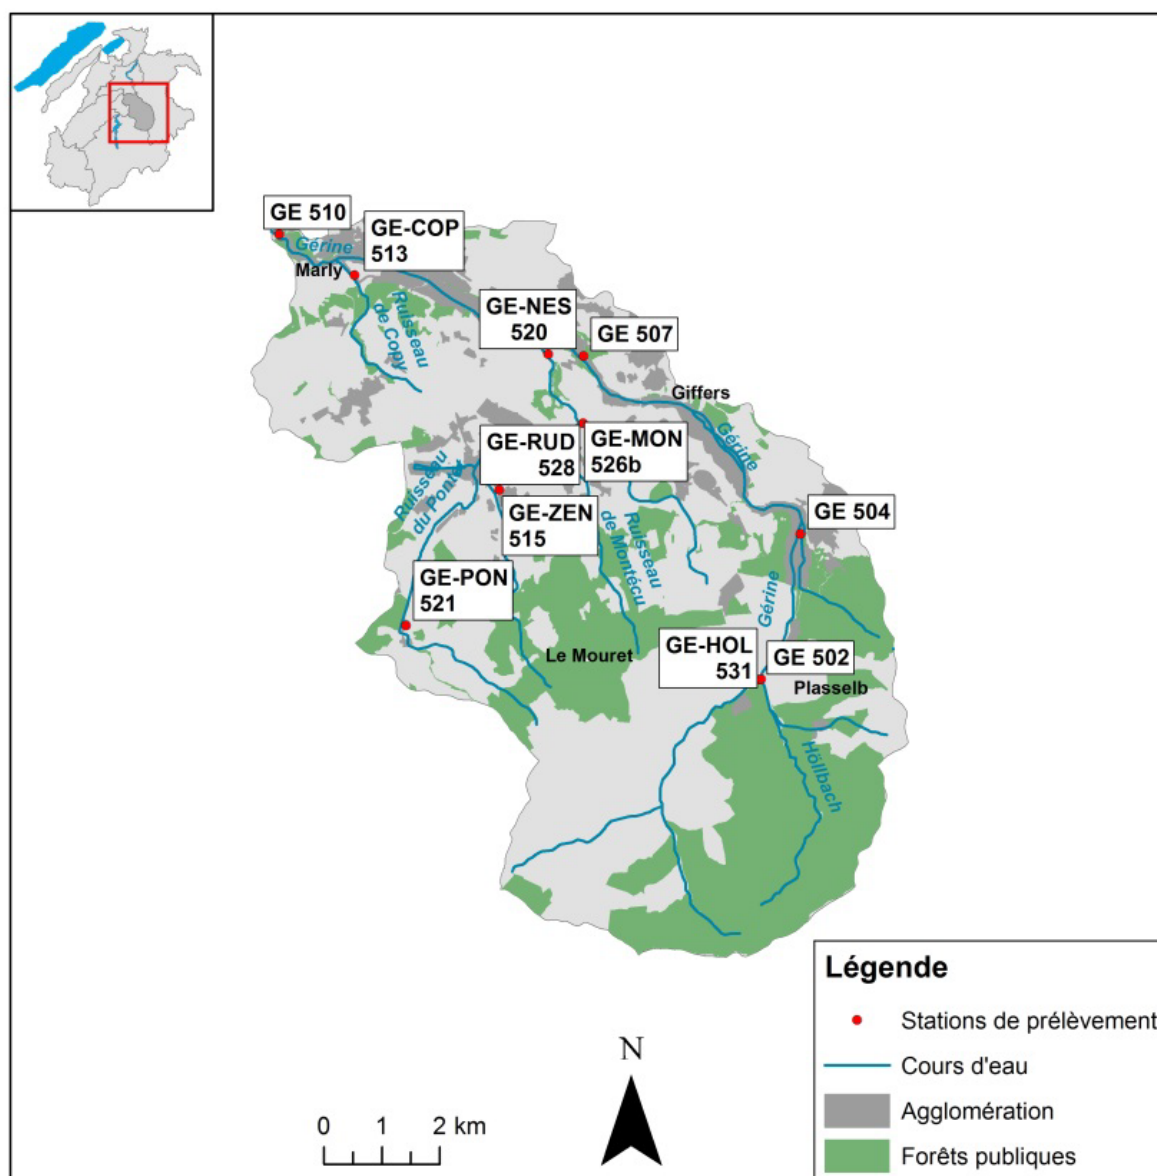 GE 510
Gérine
Marly
GE-COP
513
Ruisseau
de Copy
GE-NES
520
GE 507
Giffers
Gérine
GE-RUD
528
GE-MON
526b
Ruisseau
du Pontet
GE-ZEN
515
Ruisseau
de Montécu
GE 504
GE-PON
521
Gérine
Le Mouret
GE-HOL
531
GE 502
Plasselb
Höllbach
Légende
Stations de prélèvement
Cours d'eau
Agglomération
Forêts publiques
N
0 1 2 km